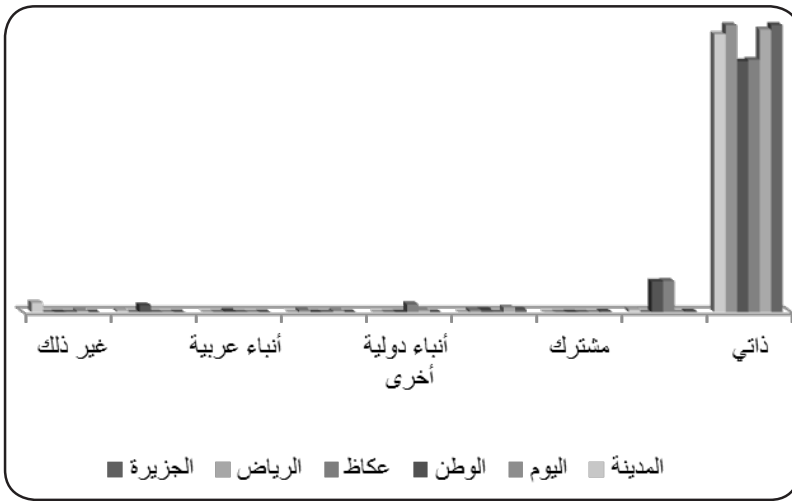 ذاتي مشترك أنباء دولية أنباء عربية غير ذلك
أخرى
المدينة اليوم الوطن عكاظ الرياض الجزيرة